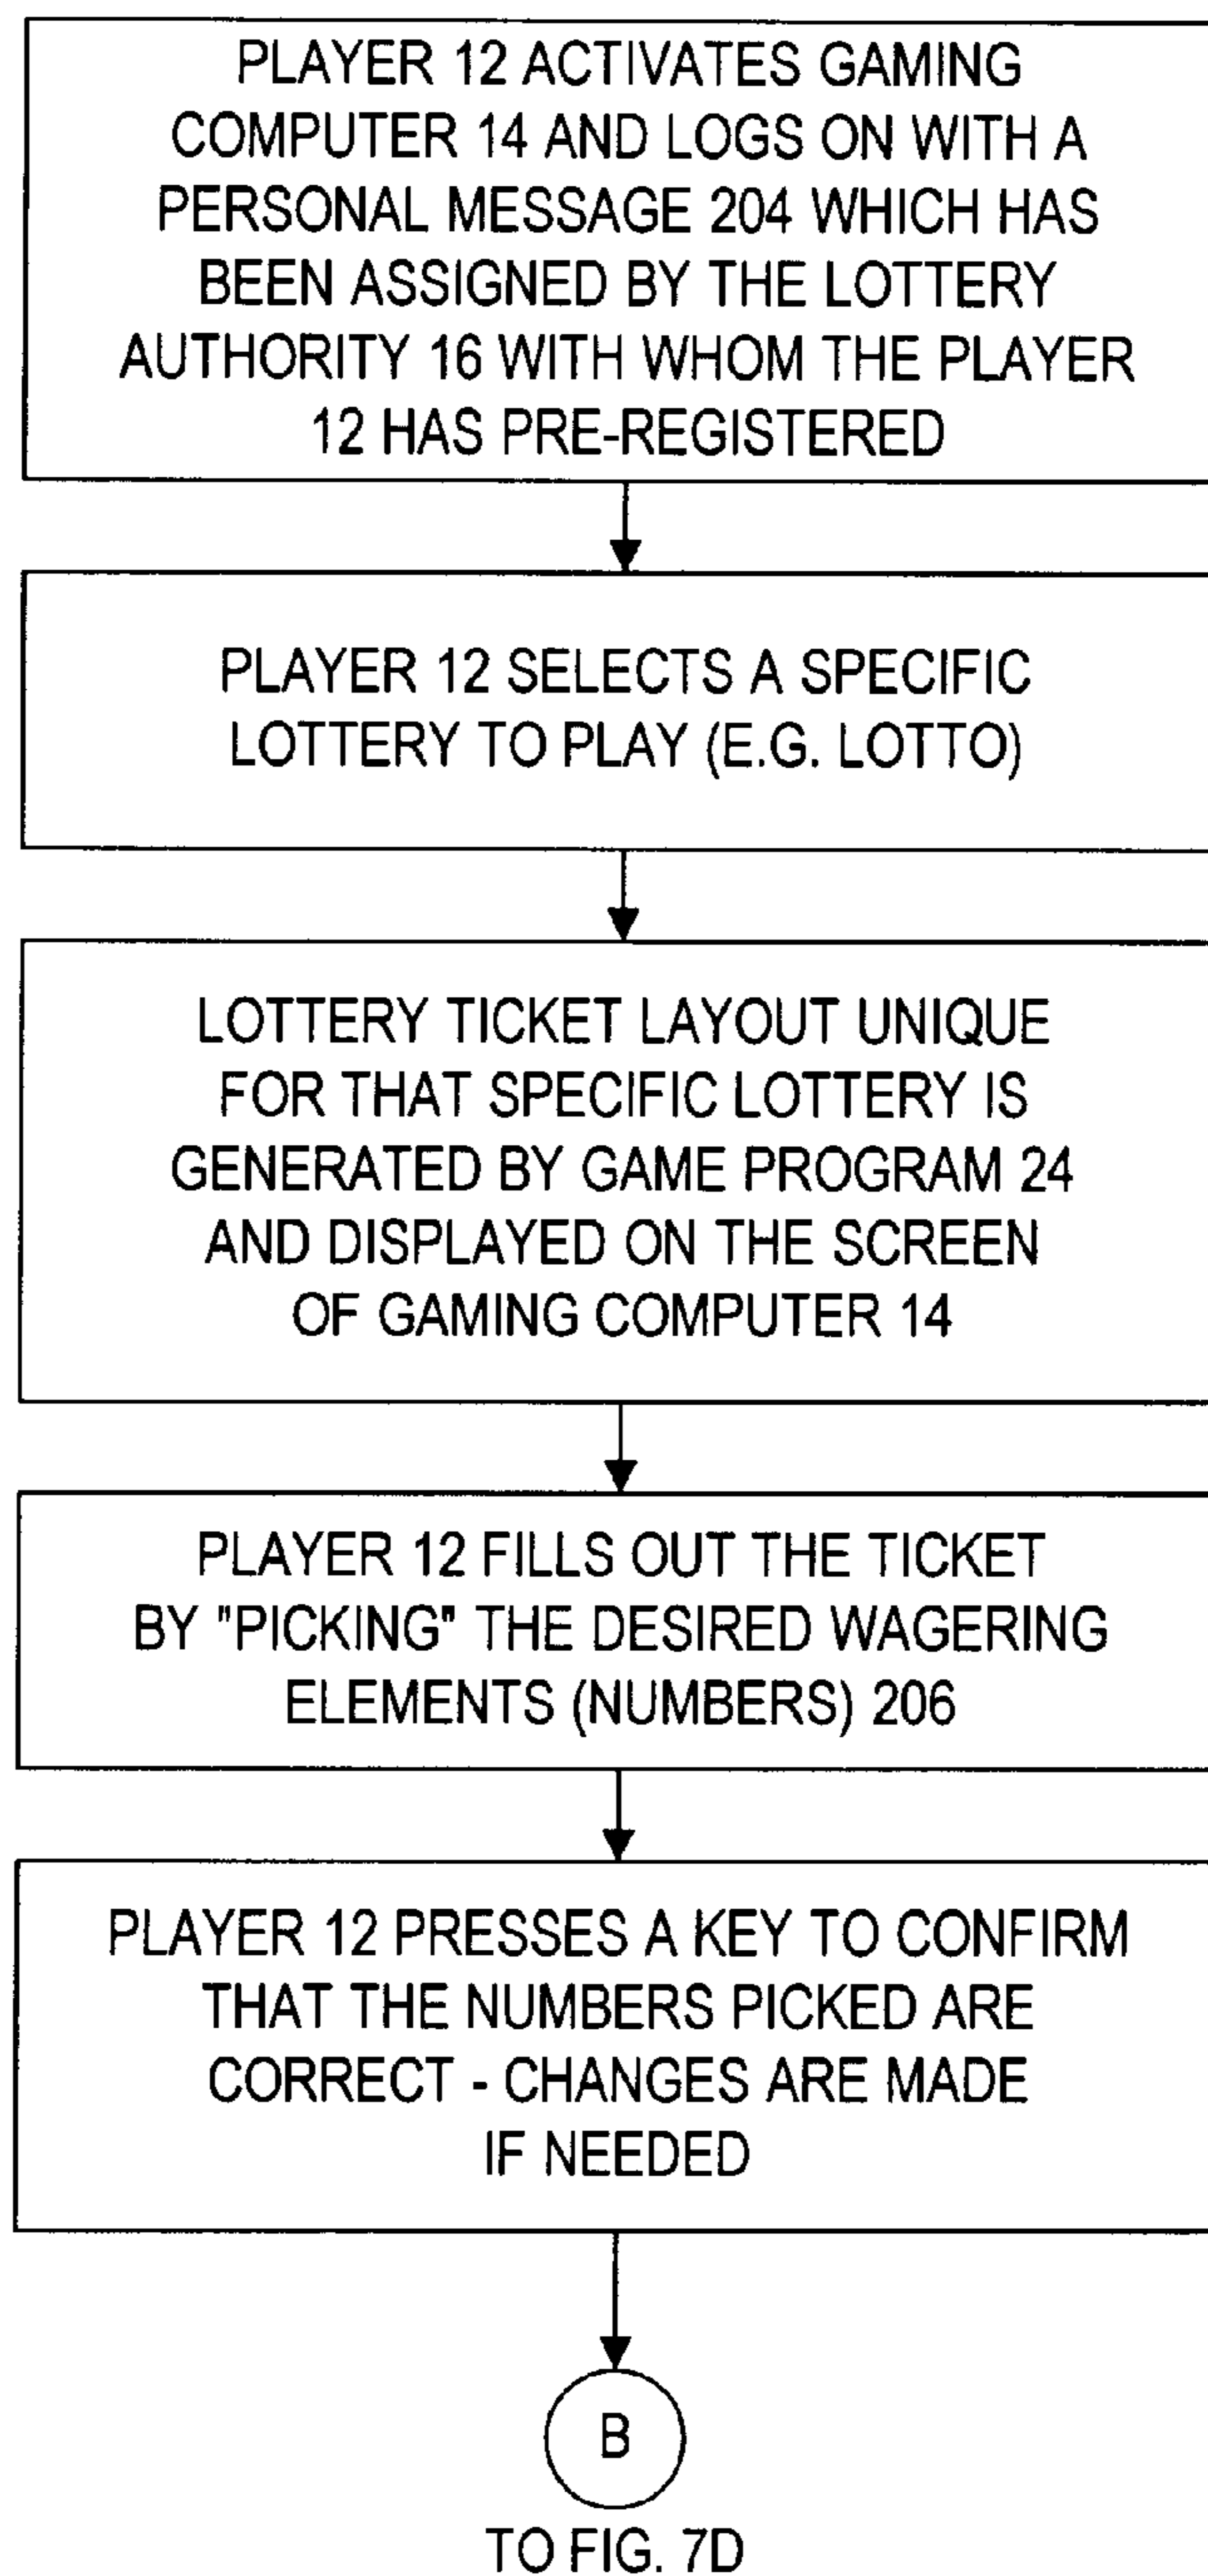 PLAYER 12 ACTIVATES GAMING
COMPUTER 14 AND LOGS ON WITH A
PERSONAL MESSAGE 204 WHICH HAS
BEEN ASSIGNED BY THE LOTTERY
AUTHORITY 16 WITH WHOM THE PLAYER
12 HAS PRE-REGISTERED
PLAYER 12 SELECTS A SPECIFIC
LOTTERY TO PLAY (E.G. LOTTO)
LOTTERY TICKET LAYOUT UNIQUE
FOR THAT SPECIFIC LOTTERY IS
GENERATED BY GAME PROGRAM 24
AND DISPLAYED ON THE SCREEN
OF GAMING COMPUTER 14
PLAYER 12 FILLS OUT THE TICKET
BY "PICKING" THE DESIRED WAGERING
ELEMENTS (NUMBERS) 206
PLAYER 12 PRESSES A KEY TO CONFIRM
THAT THE NUMBERS PICKED ARE
CORRECT - CHANGES ARE MADE
IF NEEDED
B
TO FIG. 7D